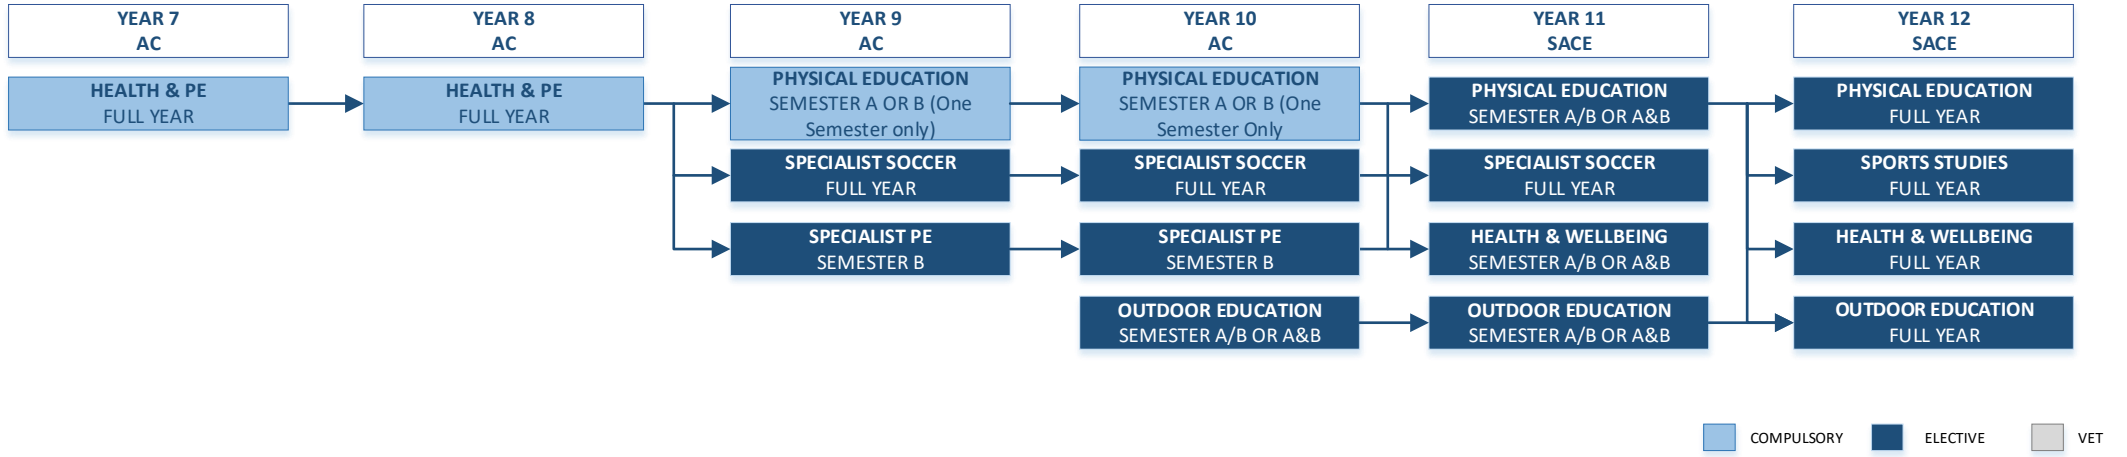 YEAR 7
AC
YEAR 8
AC
YEAR 9
AC
YEAR 10
AC
YEAR 11
SACE
YEAR 12
SACE
HEALTH & PE
FULL YEAR
HEALTH & PE
FULL YEAR
PHYSICAL EDUCATION
SEMESTER A OR B (One
Semester only)
PHYSICAL EDUCATION
SEMESTER A OR B (One
Semester Only
PHYSICAL EDUCATION
SEMESTER A/B OR A&B
PHYSICAL EDUCATION
FULL YEAR
SPECIALIST SOCCER
FULL YEAR
SPECIALIST SOCCER
FULL YEAR
SPECIALIST SOCCER
FULL YEAR
SPORTS STUDIES
FULL YEAR
SPECIALIST PE
SEMESTER B
SPECIALIST PE
SEMESTER B
HEALTH & WELLBEING
SEMESTER A/B OR A&B
HEALTH & WELLBEING
FULL YEAR
OUTDOOR EDUCATION
SEMESTER A/B OR A&B
OUTDOOR EDUCATION
SEMESTER A/B OR A&B
OUTDOOR EDUCATION
FULL YEAR
COMPULSORY
ELECTIVE
VET